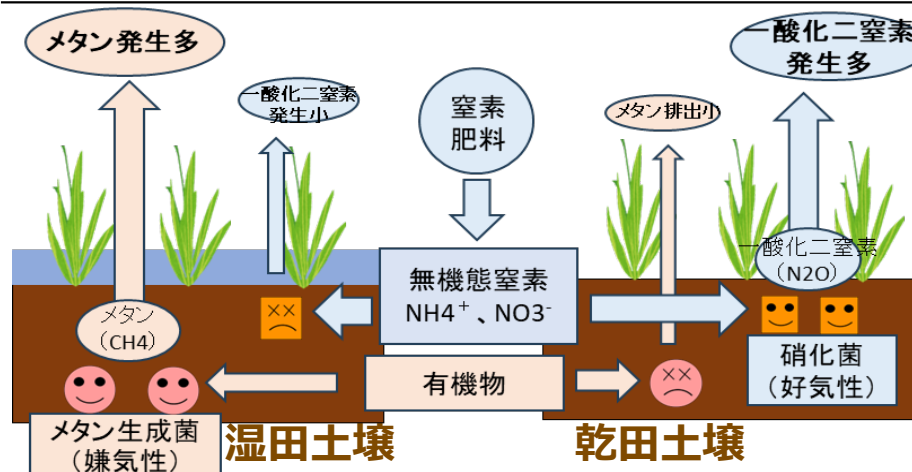 メタン発生多
一酸化二窒素
発生小
窒素
肥料
メタン排出小
一酸化二窒素
発生多
メタン
（CH4）
無機態窒素
NH4⁺、NO3⁻
有機物
一酸化二窒素
（N2O）
硝化菌
（好気性）
メタン生成菌
（嫌気性）
湿田土壌
乾田土壌